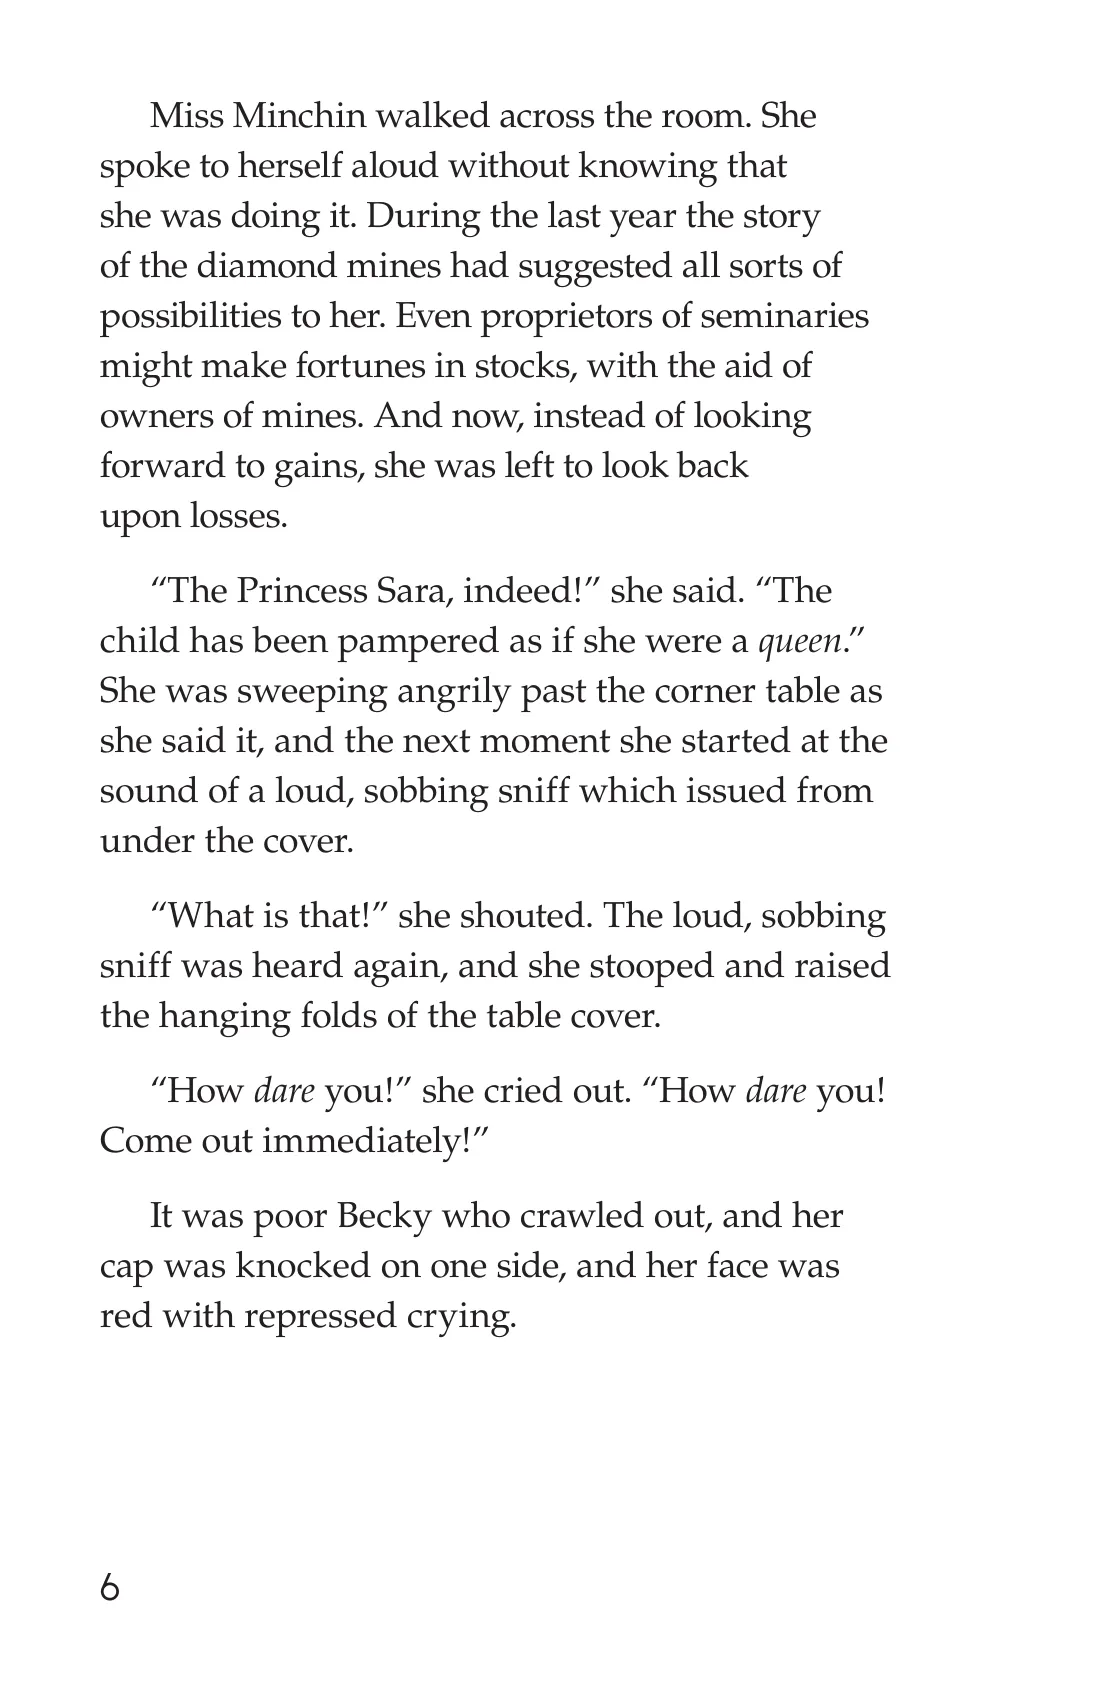 Miss Minchin walked across the room. She
spoke to herself aloud without knowing that
she was doing it. During the last year the story
of the diamond mines had suggested all sorts of
possibilities to her. Even proprietors of seminaries
might make fortunes in stocks, with the aid of
owners of mines. And now, instead of looking
forward to gains, she was left to look back
upon losses.
“The Princess Sara, indeed!” she said. “The
child has been pampered as if she were a queen.”
She was sweeping angrily past the corner table as
she said it, and the next moment she started at the
sound of a loud, sobbing sniff which issued from
under the cover.
“What is that!” she shouted. The loud, sobbing
sniff was heard again, and she stooped and raised
the hanging folds of the table cover.
“How dare you!” she cried out. “How dare you!
Come out immediately!”
It was poor Becky who crawled out, and her
cap was knocked on one side, and her face was
red with repressed crying.
6